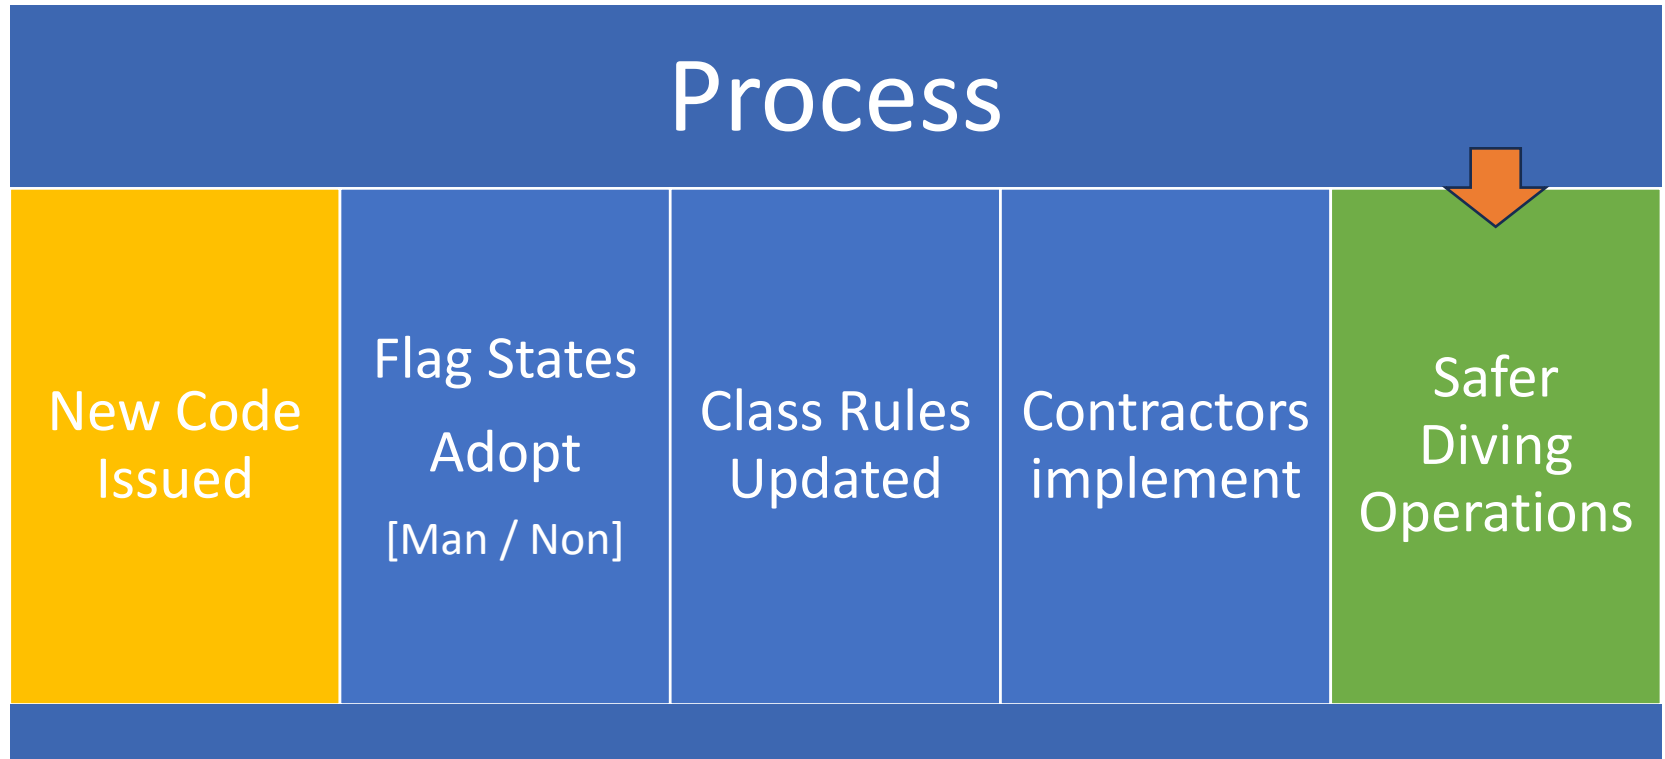 Process
New Code
Issued
Flag States
Adopt
[Man / Non]
Class Rules
Updated
Contractors
implement
Safer
Diving
Operations